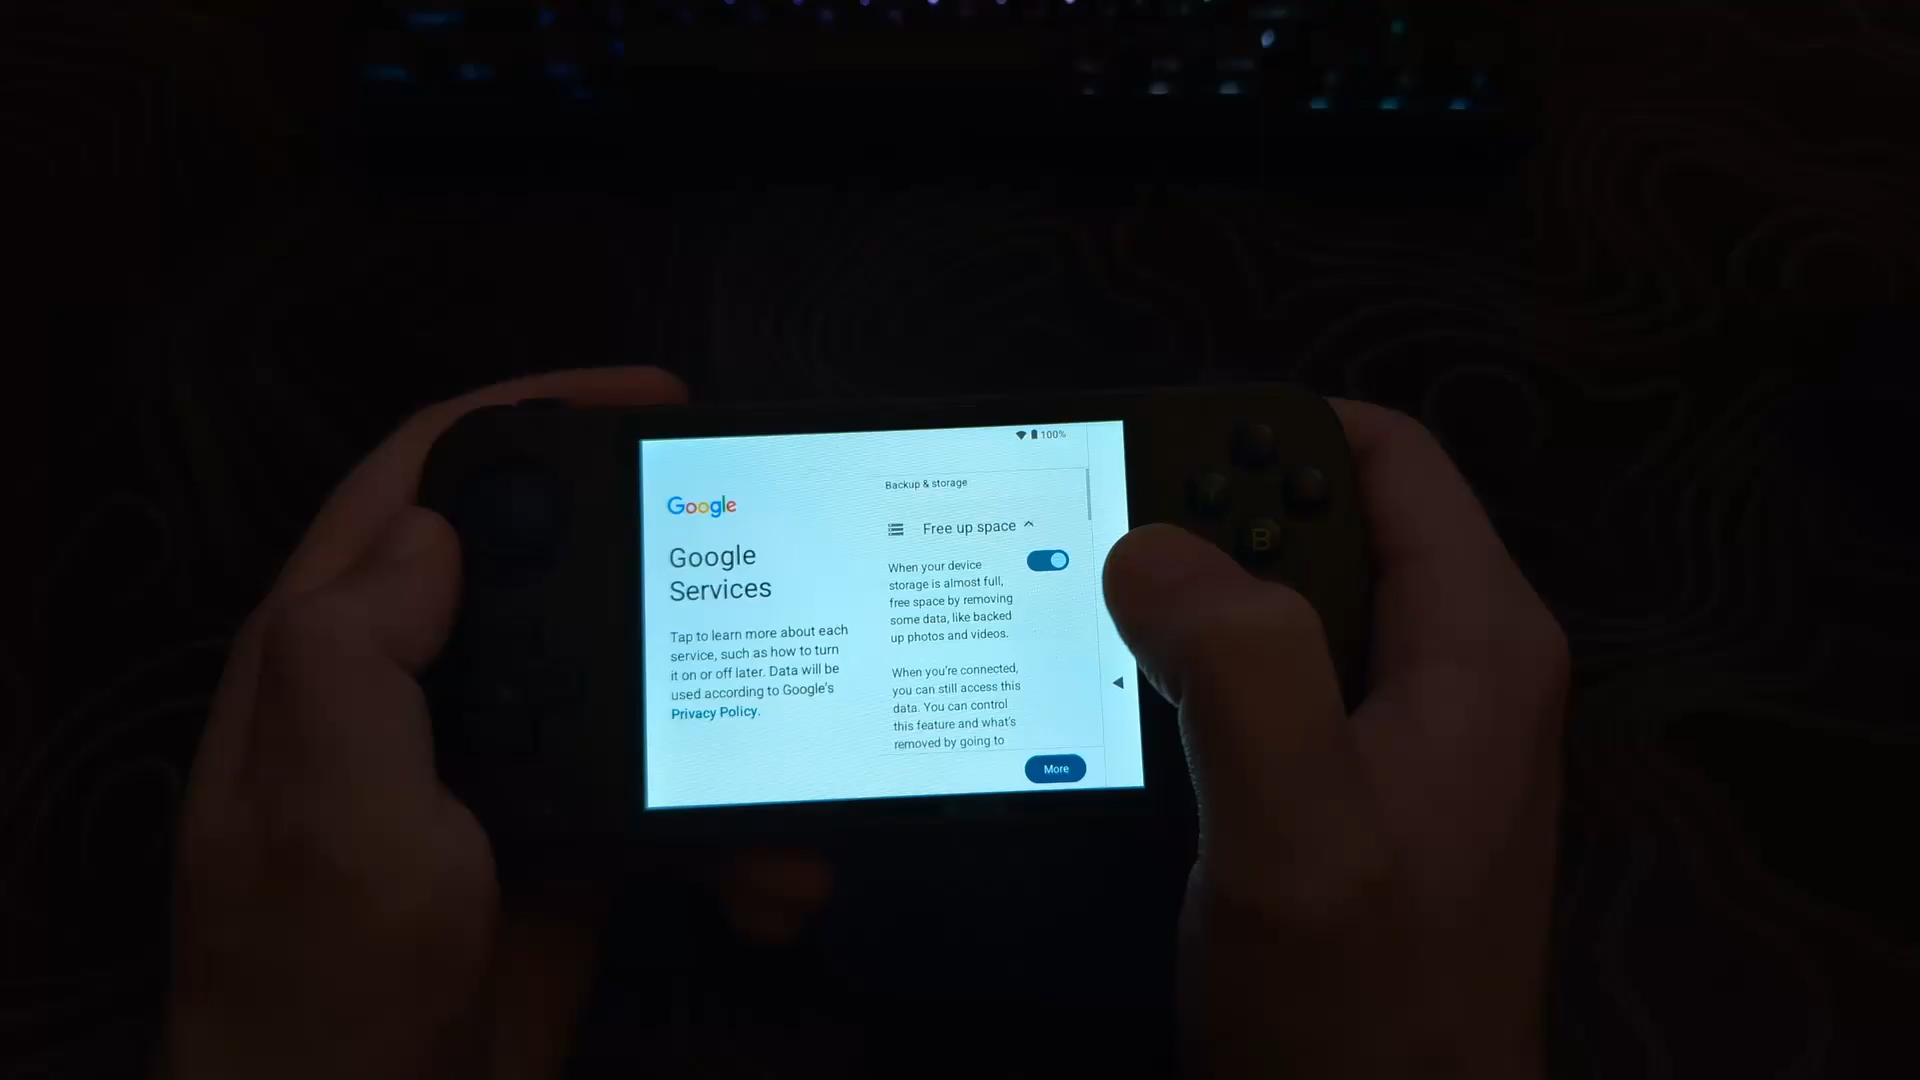 100%
Google
Google
Services
Tap to learn more about each
service, such as how to turn
it on or off later. Data will be
used according to Google's
Privacy Policy.
Backup & storage
Free up space
When your device
storage is almost full,
free space by removing
some data, like backed
up photos and videos.
When you're connected,
you can still access this
data. You can control
this feature and what's
removed by going to
More
B